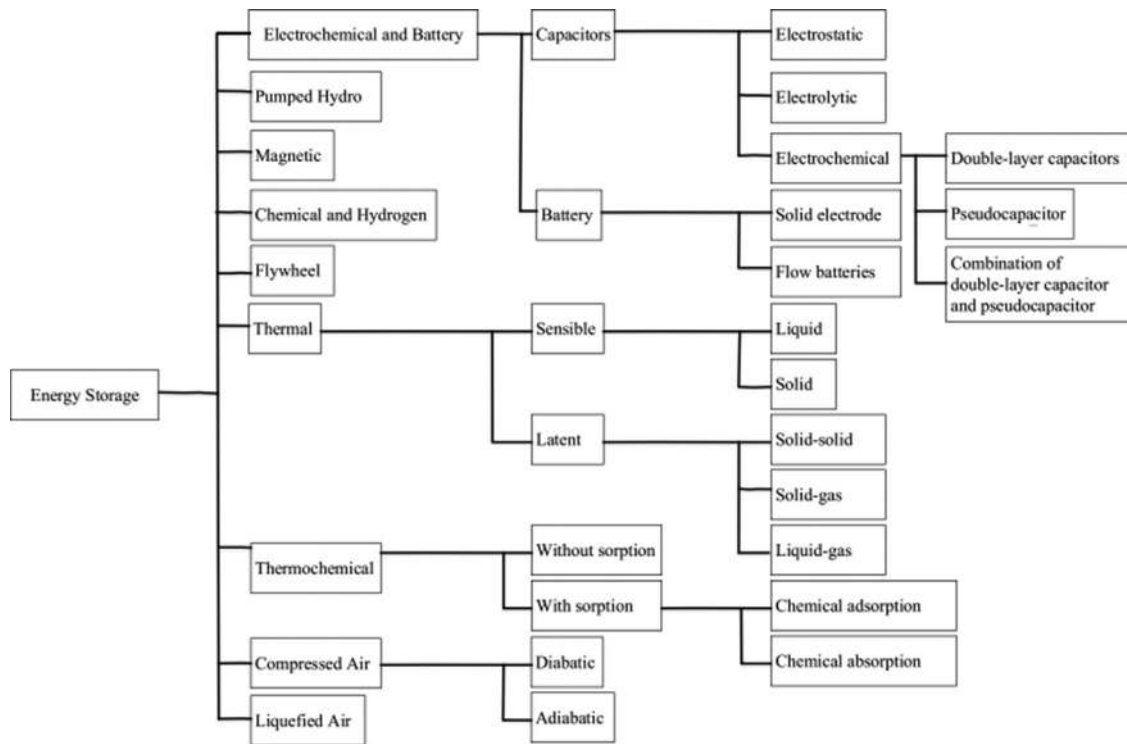 Electrochemical and Battery
Capacitors
Electrostatic
Pumped Hydro
Electrolytic
Magnetic
Electrochemical
Double-layer capacitors
Chemical and Hydrogen
Battery
Solid electrode
Pseudocapacitor
Flywheel
Flow batteries
Combination of
double-layer capacitor
and pseudocapacitor
Thermal
Sensible
Liquid
Energy Storage
Solid
Latent
Solid-solid
Solid-gas
Thermochemical
Without sorption
Liquid-gas
With sorption
Chemical adsorption
Compressed Air
Diabatic
Chemical absorption
Liquefied Air
Adiabatic